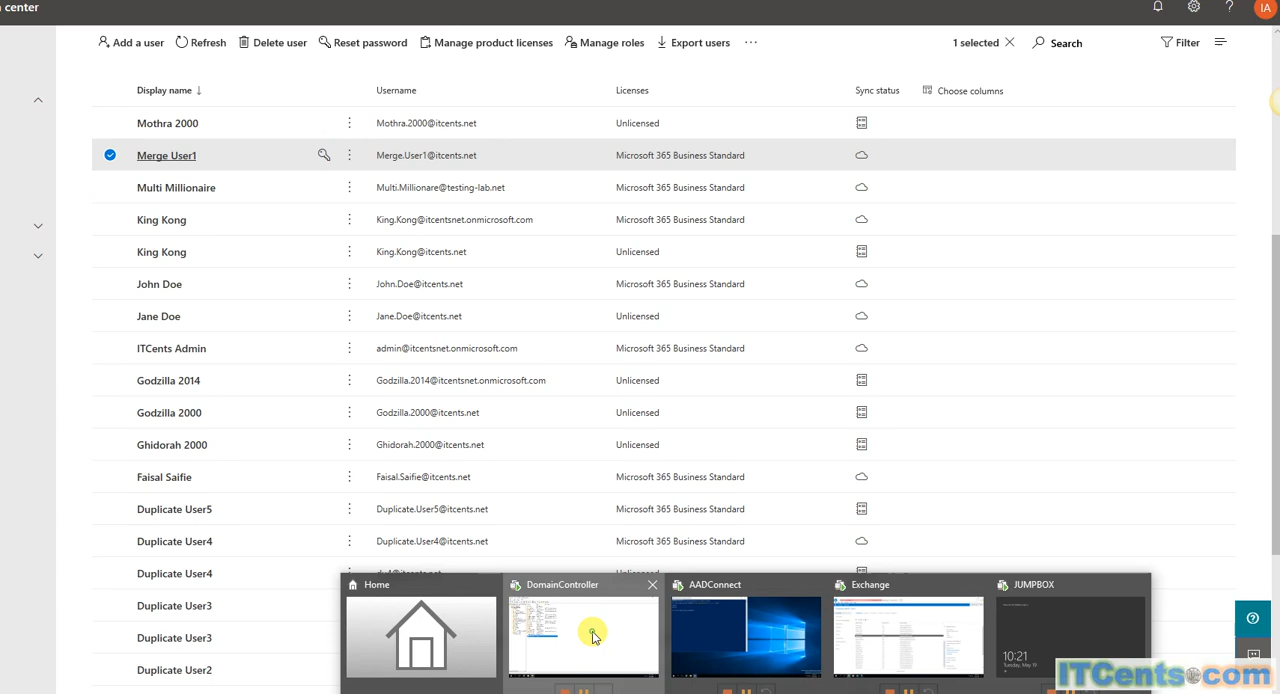 center
IA
Add a user Refresh Delete user Reset password Manage product licenses Manage roles Export users ... 1 selected Search Filter
Display name ↓ Username Licenses Sync status Choose columns
Mothra 2000 Mothra.2000@itcents.net Unlicensed
Merge User1 Merge.User1@itcents.net Microsoft 365 Business Standard
Multi Millionaire Multi.Millionare@testing-lab.net Microsoft 365 Business Standard
King Kong King.Kong@itcentsnet.onmicrosoft.com Microsoft 365 Business Standard
King Kong King.Kong@itcents.net Unlicensed
John Doe John.Doe@itcents.net Microsoft 365 Business Standard
Jane Doe Jane.Doe@itcents.net Unlicensed
ITCents Admin admin@itcentsnet.onmicrosoft.com Microsoft 365 Business Standard
Godzilla 2014 Godzilla.2014@itcentsnet.onmicrosoft.com Unlicensed
Godzilla 2000 Godzilla.2000@itcents.net Unlicensed
Ghidorah 2000 Ghidorah.2000@itcents.net Unlicensed
Faisal Saifie Faisal.Saifie@itcents.net Microsoft 365 Business Standard
Duplicate User5 Duplicate.User5@itcents.net Microsoft 365 Business Standard
Duplicate User4 Duplicate.User4@itcents.net Microsoft 365 Business Standard
Duplicate User4
Home DomainController AADConnect Exchange JUMPBOX
Duplicate User3
Duplicate User3
10:21
Tuesday, May 19
Duplicate User2
ITCents.com